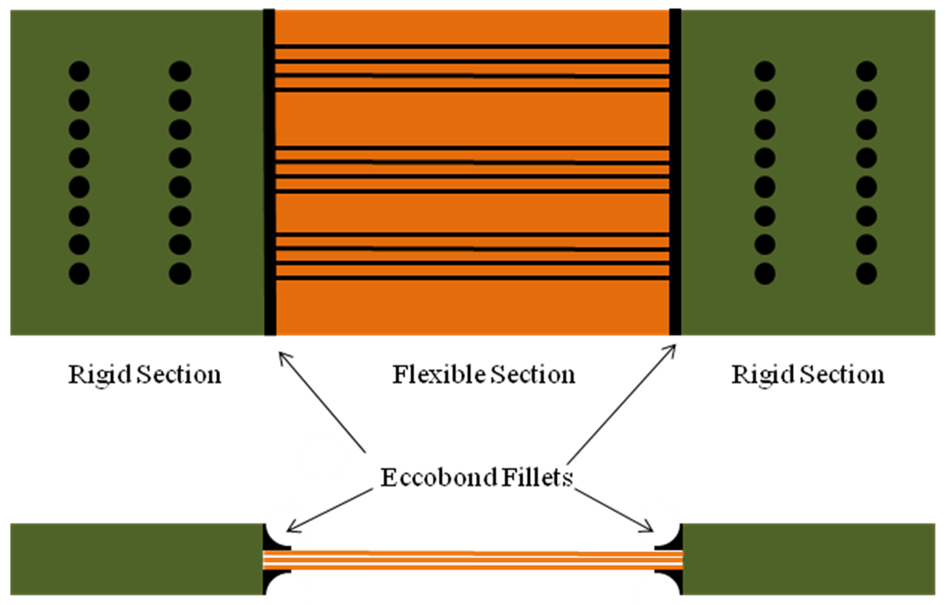 Rigid Section
Flexible Section
Rigid Section
Eccobond Fillets